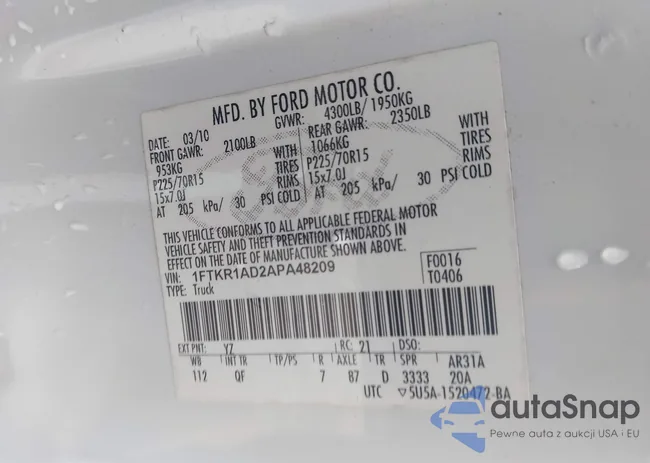 MFD. BY FORD MOTOR CO.
DATE: 03/10 GVWR: 4300LB/ 1950KG
FRONT GAWR: 2100LB REAR GAWR: 2350LB
953KG WITH 1066KG WITH
P225/70R15 TIRES P225/70R15 TIRES
15x7.0J RIMS 15x7.0J RIMS
AT 205 kPa/ 30 PSI COLD AT 205 kPa/ 30 PSI COLD
THIS VEHICLE CONFORMS TO ALL APPLICABLE FEDERAL MOTOR
VEHICLE SAFETY AND THEFT PREVENTION STANDARDS IN
EFFECT ON THE DATE OF MANUFACTURE SHOWN ABOVE.
VIN: 1FTKR1AD2APA48209 F0016
TYPE: Truck T0406
EXT PNT: YZ RC: 21 DSO:
WB INT TR TP/PS R AXLE TR SPR AR31A
112 QF 7 87 D 3333 20A
UTC ▽5U5A-1520472-BA
autaSnap
Pewne auta z aukcji USA i EU